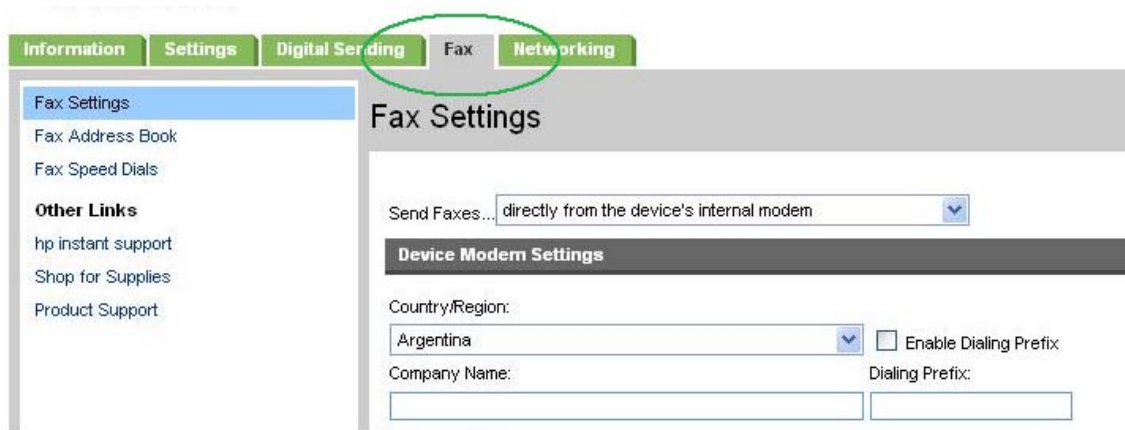 Information Settings Digital Sending Fax Networking
Fax Settings
Fax Address Book
Fax Speed Dials
Other Links
hp instant support
Shop for Supplies
Product Support
Fax Settings
Send Faxes... directly from the device's internal modem
Device Modem Settings
Country/Region:
Argentina Enable Dialing Prefix
Company Name: Dialing Prefix: